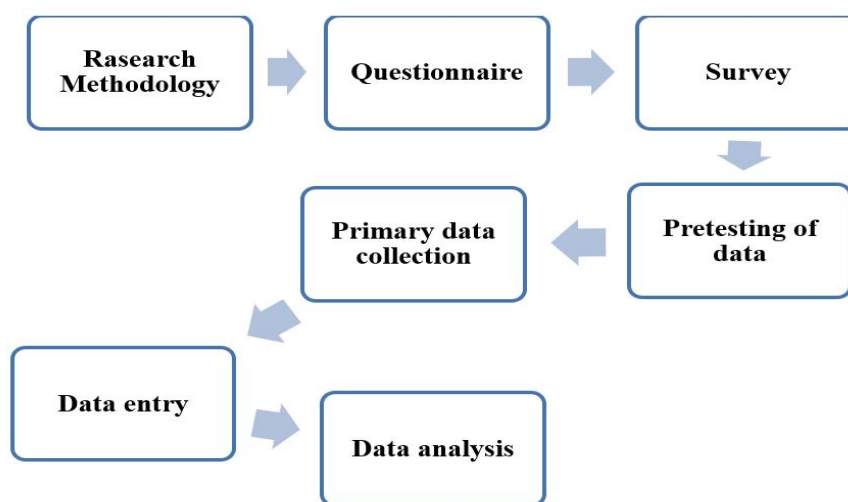 Rasearch
Methodology
Questionnaire
Survey
Pretesting of
data
Primary data
collection
Data entry
Data analysis